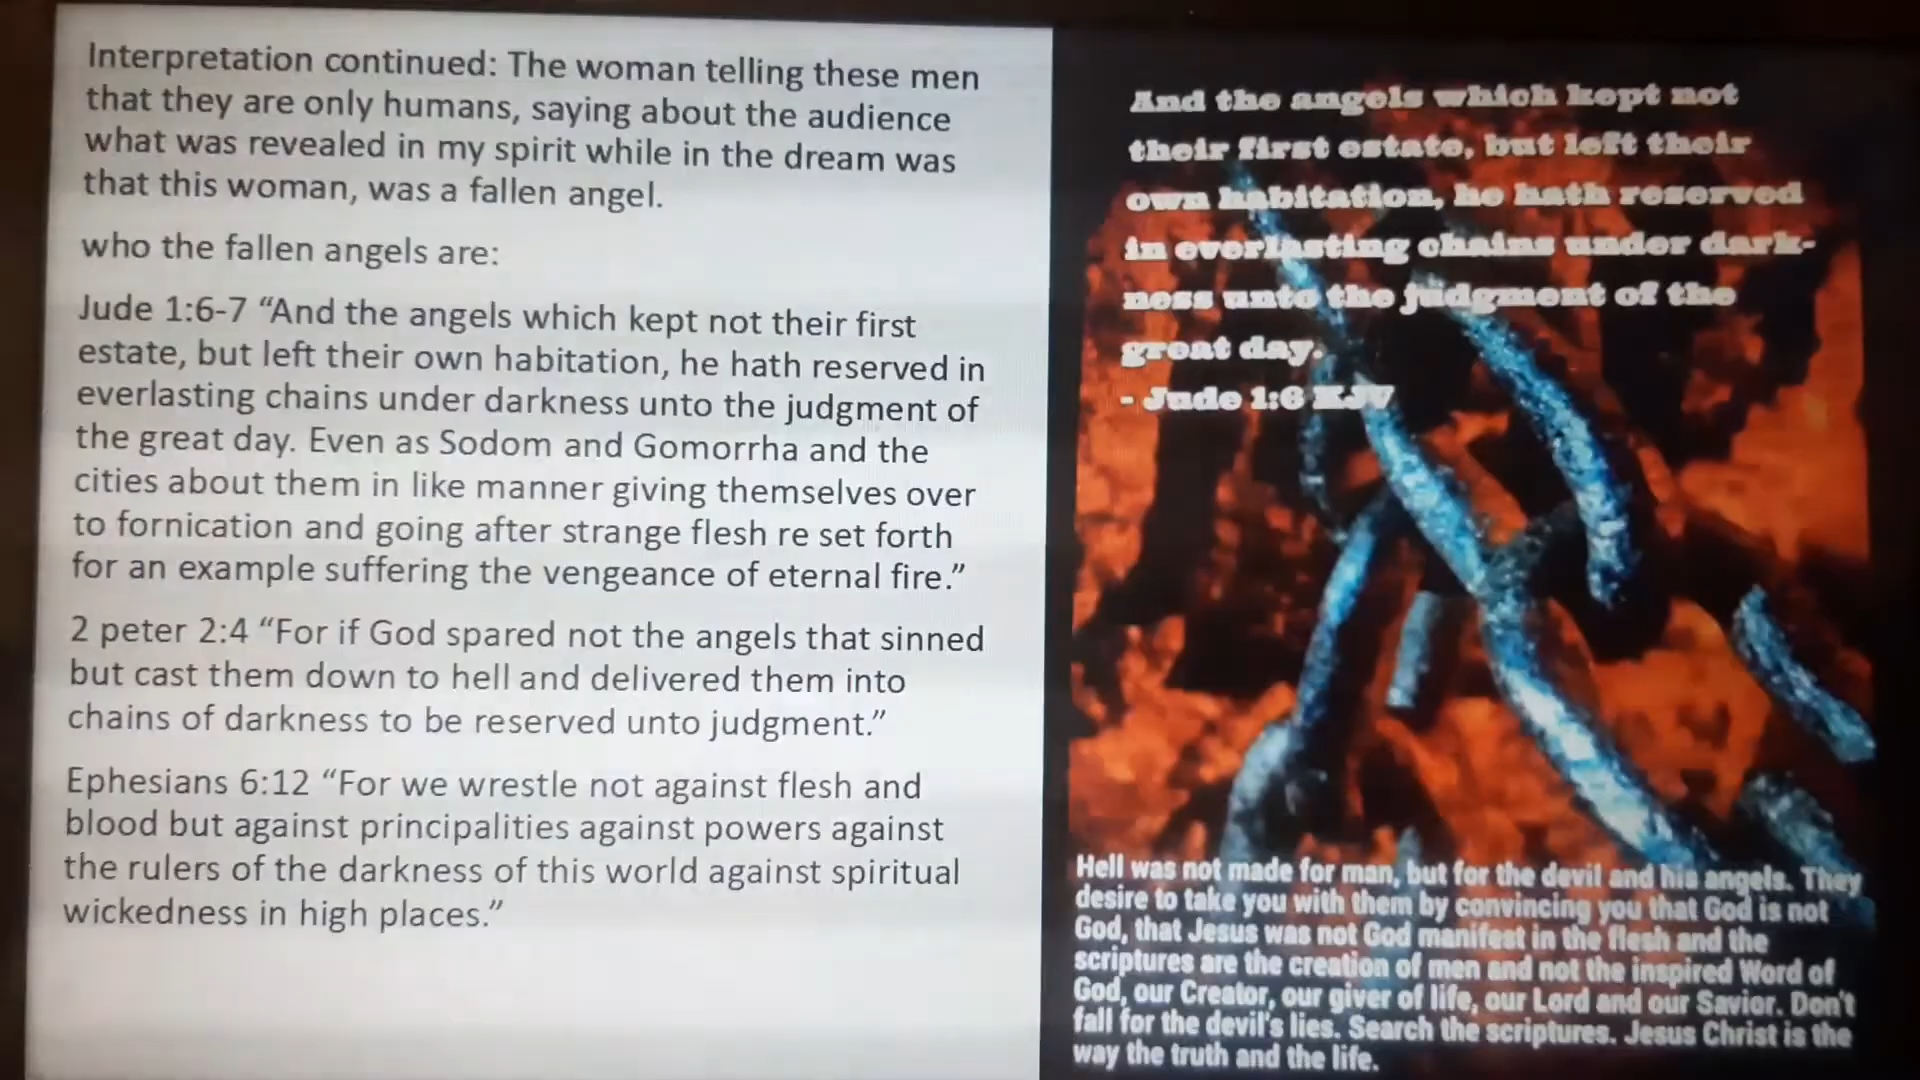 Interpretation continued: The woman telling these men
that they are only humans, saying about the audience
what was revealed in my spirit while in the dream was
that this woman, was a fallen angel.
who the fallen angels are:
Jude 1:6-7 “And the angels which kept not their first
estate, but left their own habitation, he hath reserved in
everlasting chains under darkness unto the judgment of
the great day. Even as Sodom and Gomorrha and the
cities about them in like manner giving themselves over
to fornication and going after strange flesh re set forth
for an example suffering the vengeance of eternal fire.”
2 peter 2:4 “For if God spared not the angels that sinned
but cast them down to hell and delivered them into
chains of darkness to be reserved unto judgment.”
Ephesians 6:12 “For we wrestle not against flesh and
blood but against principalities against powers against
the rulers of the darkness of this world against spiritual
wickedness in high places.”
And the angels which kept not
their first estate, but left their
own habitation, he hath reserved
in everlasting chains under dark-
ness unto the judgment of the
great day.
- Jude 1:6 KJV
Hell was not made for man, but for the devil and his angels. They
desire to take you with them by convincing you that God is not
God, that Jesus was not God manifest in the flesh and the
scriptures are the creation of men and not the inspired Word of
God, our Creator, our giver of life, our Lord and our Savior. Don't
fall for the devil's lies. Search the scriptures. Jesus Christ is the
way the truth and the life.